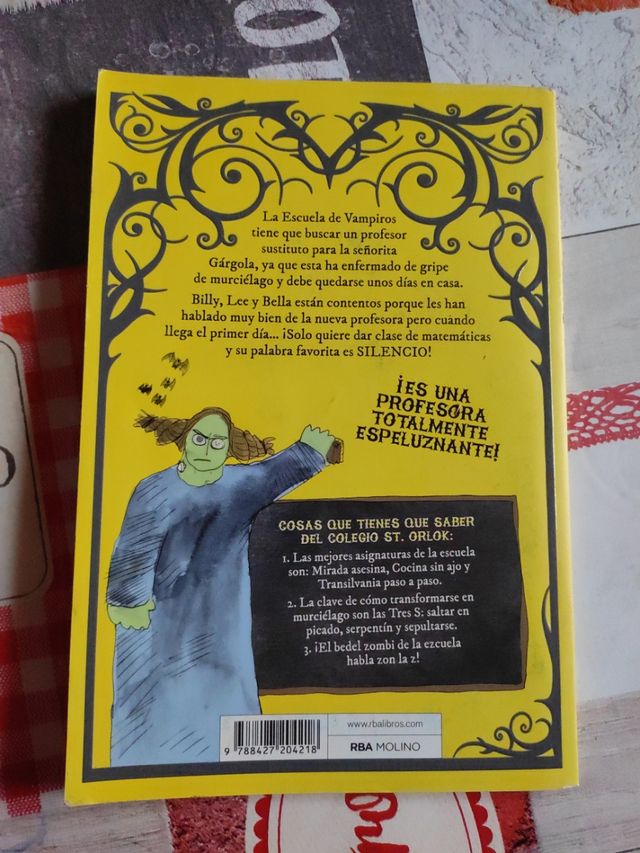 La Escuela de Vampiros
tiene que buscar un profesor
sustituto para la señorita
Gárgola, ya que esta ha enfermado de gripe
de murciélago y debe quedarse unos días en casa.
Billy, Lee y Bella están contentos porque les han
hablado muy bien de la nueva profesora pero cuando
llega el primer día... ¡Solo quiere dar clase de matemáticas
y su palabra favorita es SILENCIO!
¡ES UNA
PROFESORA
TOTALMENTE
ESPELUZNANTE!
COSAS QUE TIENES QUE SABER
DEL COLEGIO ST. ORLOK:
1. Las mejores asignaturas de la escuela
son: Mirada asesina, Cocina sin ajo y
Transilvania paso a paso.
2. La clave de cómo transformarse en
murciélago son las Tres S: saltar en
picado, serpentín y sepultarse.
3. ¡El bedel zombi de la ezcuela
habla zon la z!
www.rbalibros.com
RBA MOLINO
9 788427 204218